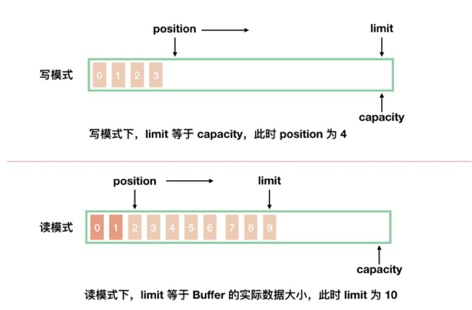 position
limit
写模式
0 1 2 3
capacity
写模式下，limit 等于 capacity，此时 position 为 4
position
limit
读模式
0 1 2 3 4 5 6 7 8 9
capacity
读模式下，limit 等于 Buffer 的实际数据大小，此时 limit 为 10